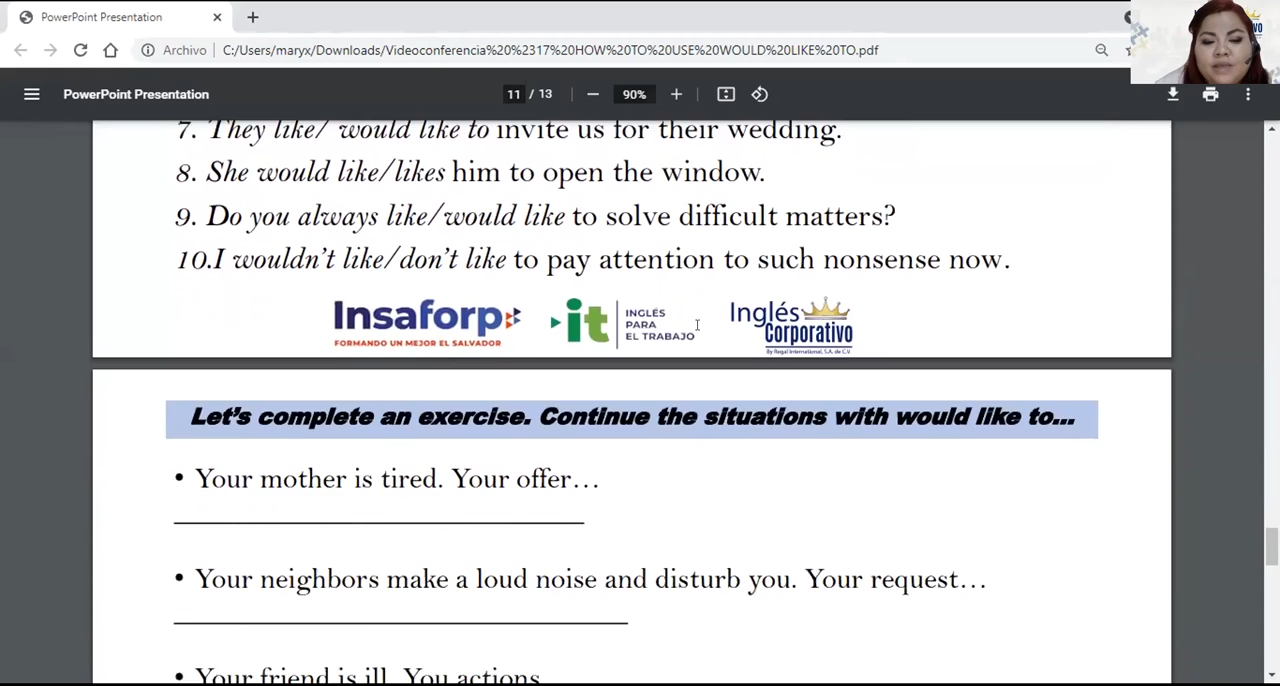 PowerPoint Presentation
Archivo
C:/Users/maryx/Downloads/Videoconferencia%20%2317%20HOW%20TO%20USE%20WOULD%20LIKE%20TO.pdf
PowerPoint Presentation
11 / 13
90%
7. They like/ would like to invite us for their wedding.
8. She would like/likes him to open the window.
9. Do you always like/would like to solve difficult matters?
10.I wouldn't like/don't like to pay attention to such nonsense now.
Insaforp
FORMANDO UN MEJOR EL SALVADOR
it
INGLÉS
PARA
EL TRABAJO
Inglés
Corporativo
By Regal International, S.A. de C.V
Let's complete an exercise. Continue the situations with would like to...
• Your mother is tired. Your offer…
• Your neighbors make a loud noise and disturb you. Your request…
• Your friend is ill. You actions